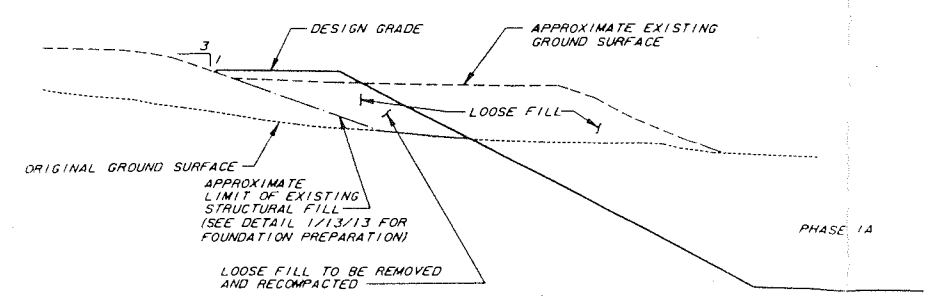 DESIGN GRADE
APPROXIMATE EXISTING
GROUND SURFACE
3
1
LOOSE FILL
ORIGINAL GROUND SURFACE
APPROXIMATE
LIMIT OF EXISTING
STRUCTURAL FILL
(SEE DETAIL 1/13/13 FOR
FOUNDATION PREPARATION)
PHASE 1A
LOOSE FILL TO BE REMOVED
AND RECOMPACTED